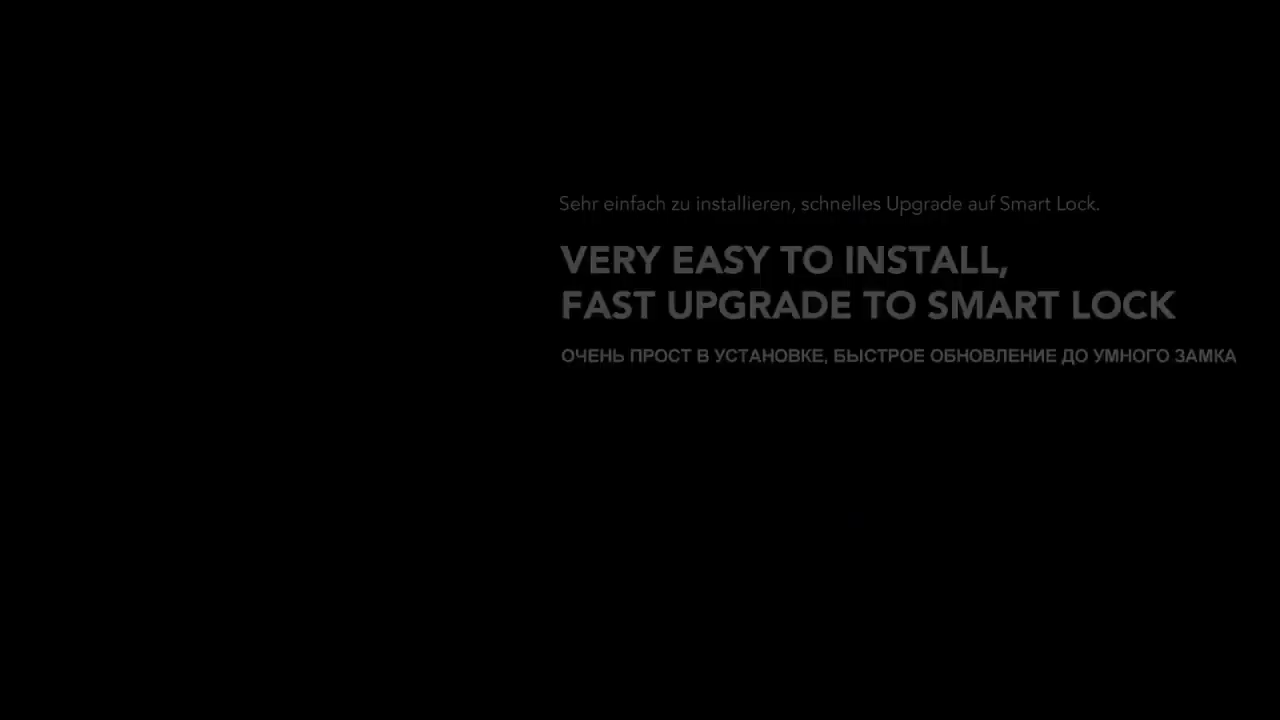 Sehr einfach zu installieren, schnelles Upgrade auf Smart Lock.
VERY EASY TO INSTALL,
FAST UPGRADE TO SMART LOCK
ОЧЕНЬ ПРОСТ В УСТАНОВКЕ, БЫСТРОЕ ОБНОВЛЕНИЕ ДО УМНОГО ЗАМКА